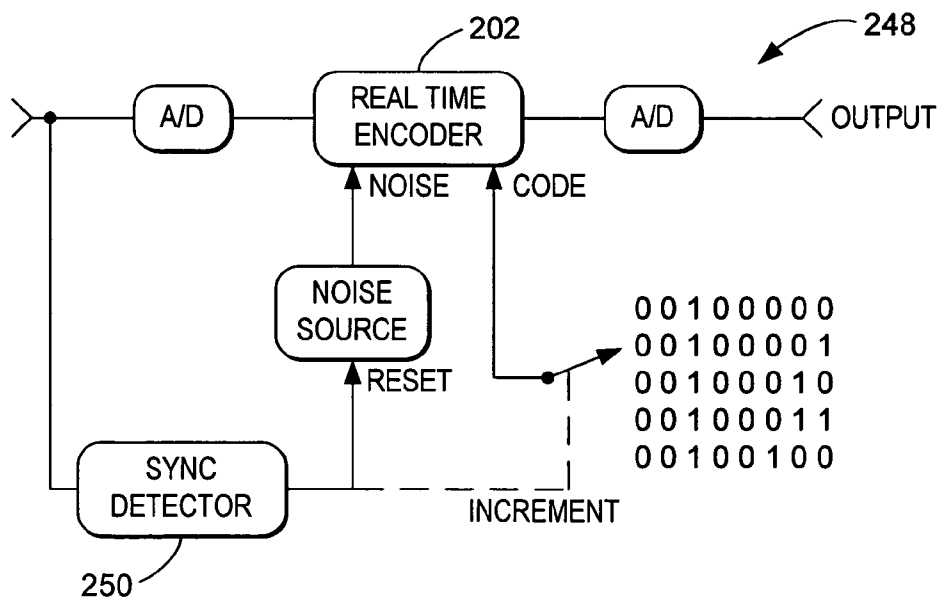 202
248
A/D
REAL TIME
ENCODER
A/D
OUTPUT
NOISE
CODE
NOISE
SOURCE
RESET
0 0 1 0 0 0 0 0
0 0 1 0 0 0 0 1
0 0 1 0 0 0 1 0
0 0 1 0 0 0 1 1
0 0 1 0 0 1 0 0
SYNC
DETECTOR
INCREMENT
250